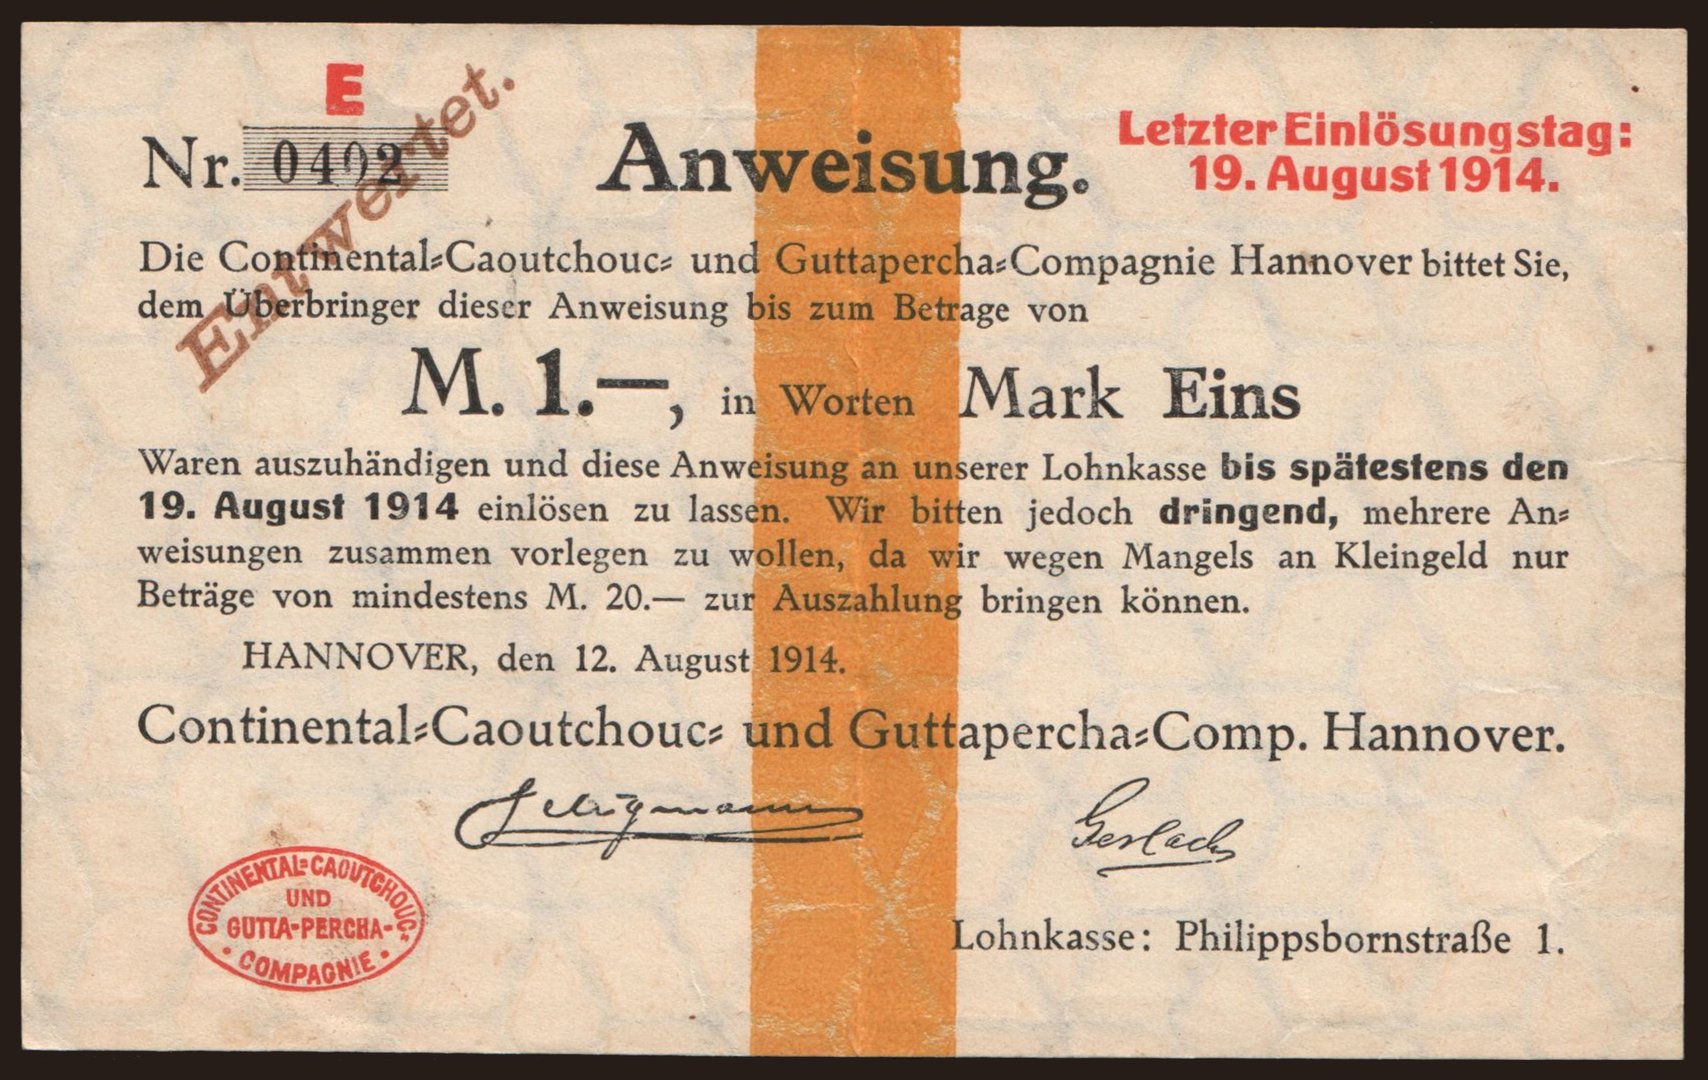 E
Nr. 0402
Entwertet.
Anweisung.
Letzter Einlösungstag:
19. August 1914.
Die Continental⸗Caoutchouc⸗ und Guttapercha⸗Compagnie Hannover bittet Sie,
dem Überbringer dieser Anweisung bis zum Betrage von
M. 1.—, in Worten Mark Eins
Waren auszuhändigen und diese Anweisung an unserer Lohnkasse bis spätestens den
19. August 1914 einlösen zu lassen. Wir bitten jedoch dringend, mehrere An⸗
weisungen zusammen vorlegen zu wollen, da wir wegen Mangels an Kleingeld nur
Beträge von mindestens M. 20.— zur Auszahlung bringen können.
HANNOVER, den 12. August 1914.
Continental⸗Caoutchouc⸗ und Guttapercha⸗Comp. Hannover.
Gerlach
CONTINENTAL⸗CAOUTCHOUC⸗
UND
GUTTA-PERCHA-
COMPAGNIE
Lohnkasse: Philippsbornstraße 1.